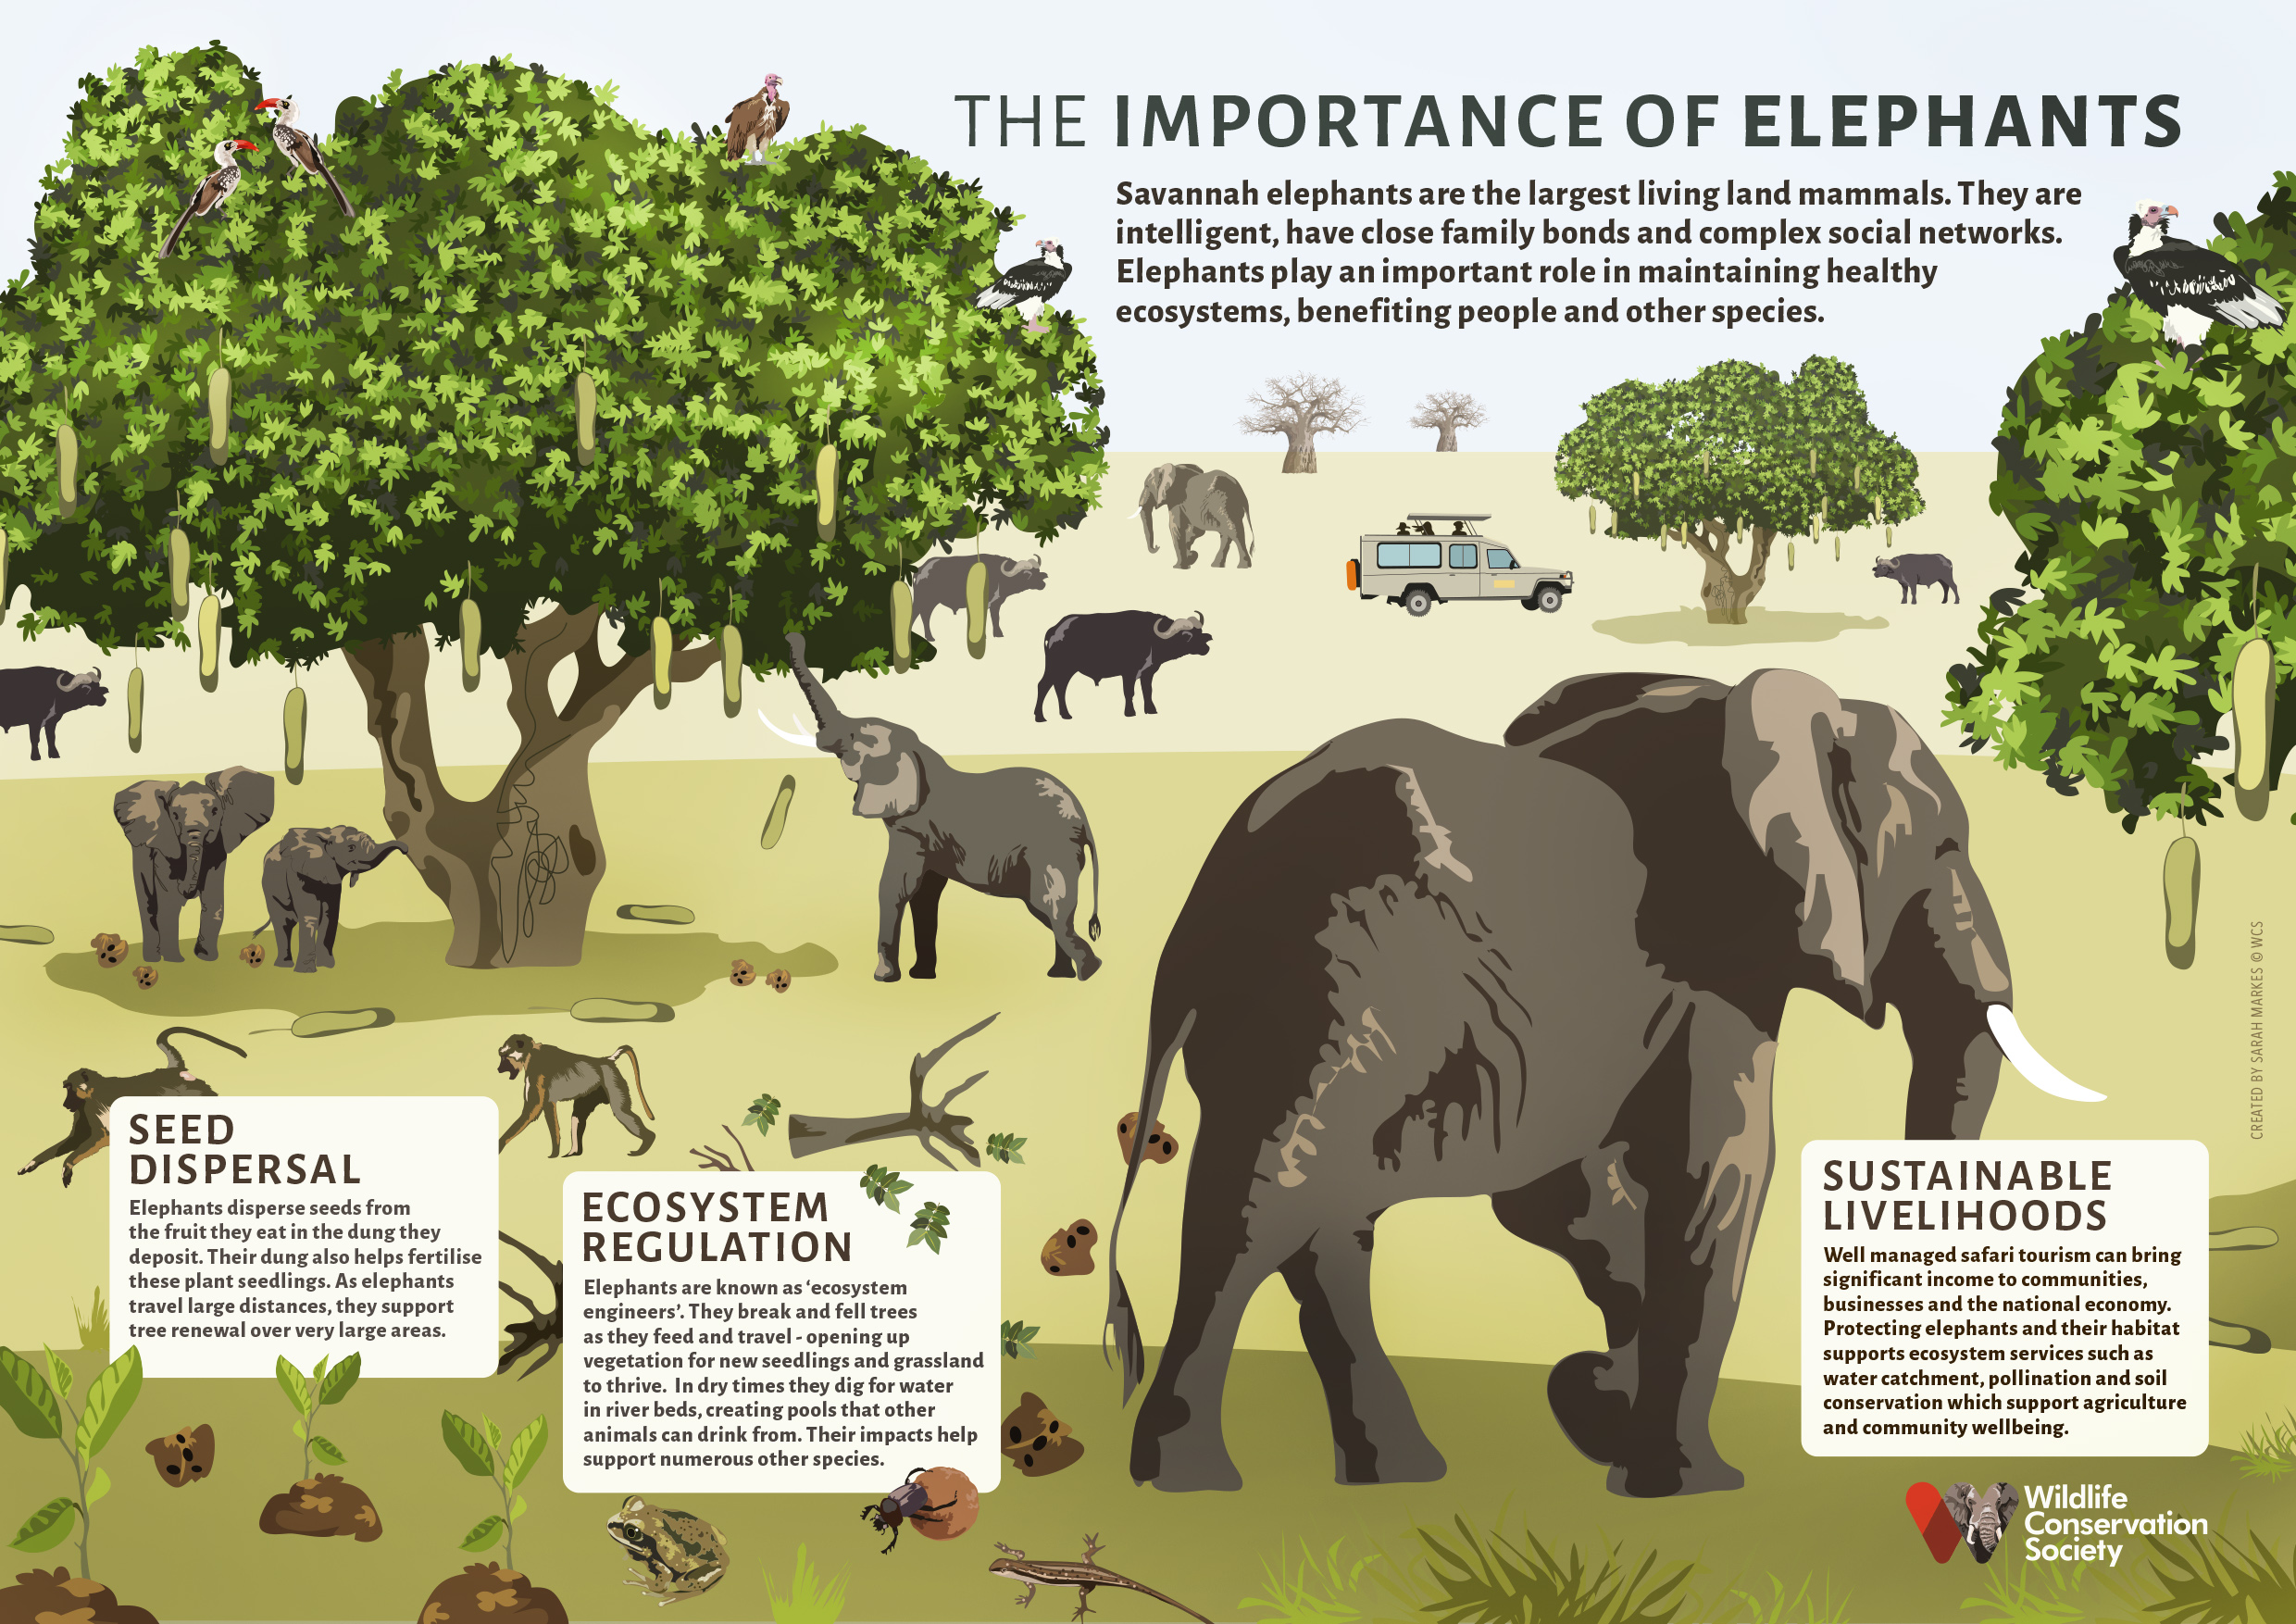 THE IMPORTANCE OF ELEPHANTS
Savannah elephants are the largest living land mammals. They are
intelligent, have close family bonds and complex social networks.
Elephants play an important role in maintaining healthy
ecosystems, benefiting people and other species.
SEED
DISPERSAL
Elephants disperse seeds from
the fruit they eat in the dung they
deposit. Their dung also helps fertilise
these plant seedlings. As elephants
travel large distances, they support
tree renewal over very large areas.
ECOSYSTEM
REGULATION
Elephants are known as ‘ecosystem
engineers’. They break and fell trees
as they feed and travel - opening up
vegetation for new seedlings and grassland
to thrive. In dry times they dig for water
in river beds, creating pools that other
animals can drink from. Their impacts help
support numerous other species.
SUSTAINABLE
LIVELIHOODS
Well managed safari tourism can bring
significant income to communities,
businesses and the national economy.
Protecting elephants and their habitat
supports ecosystem services such as
water catchment, pollination and soil
conservation which support agriculture
and community wellbeing.
CREATED BY SARAH MARKES © WCS
Wildlife
Conservation
Society